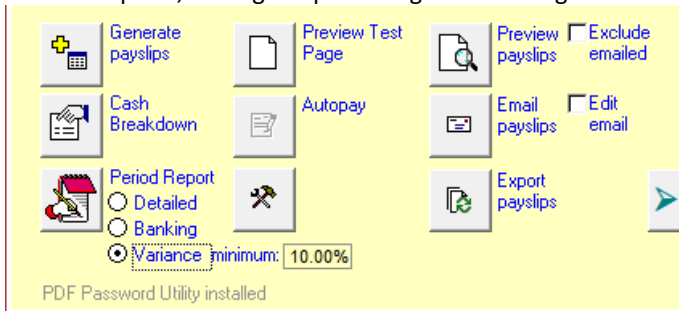 Generate
payslips
Preview Test
Page
Preview
payslips
Exclude
emailed
Cash
Breakdown
Autopay
Email
payslips
Edit
email
Period Report
Detailed
Banking
Variance minimum: 10.00%
Export
payslips
PDF Password Utility installed